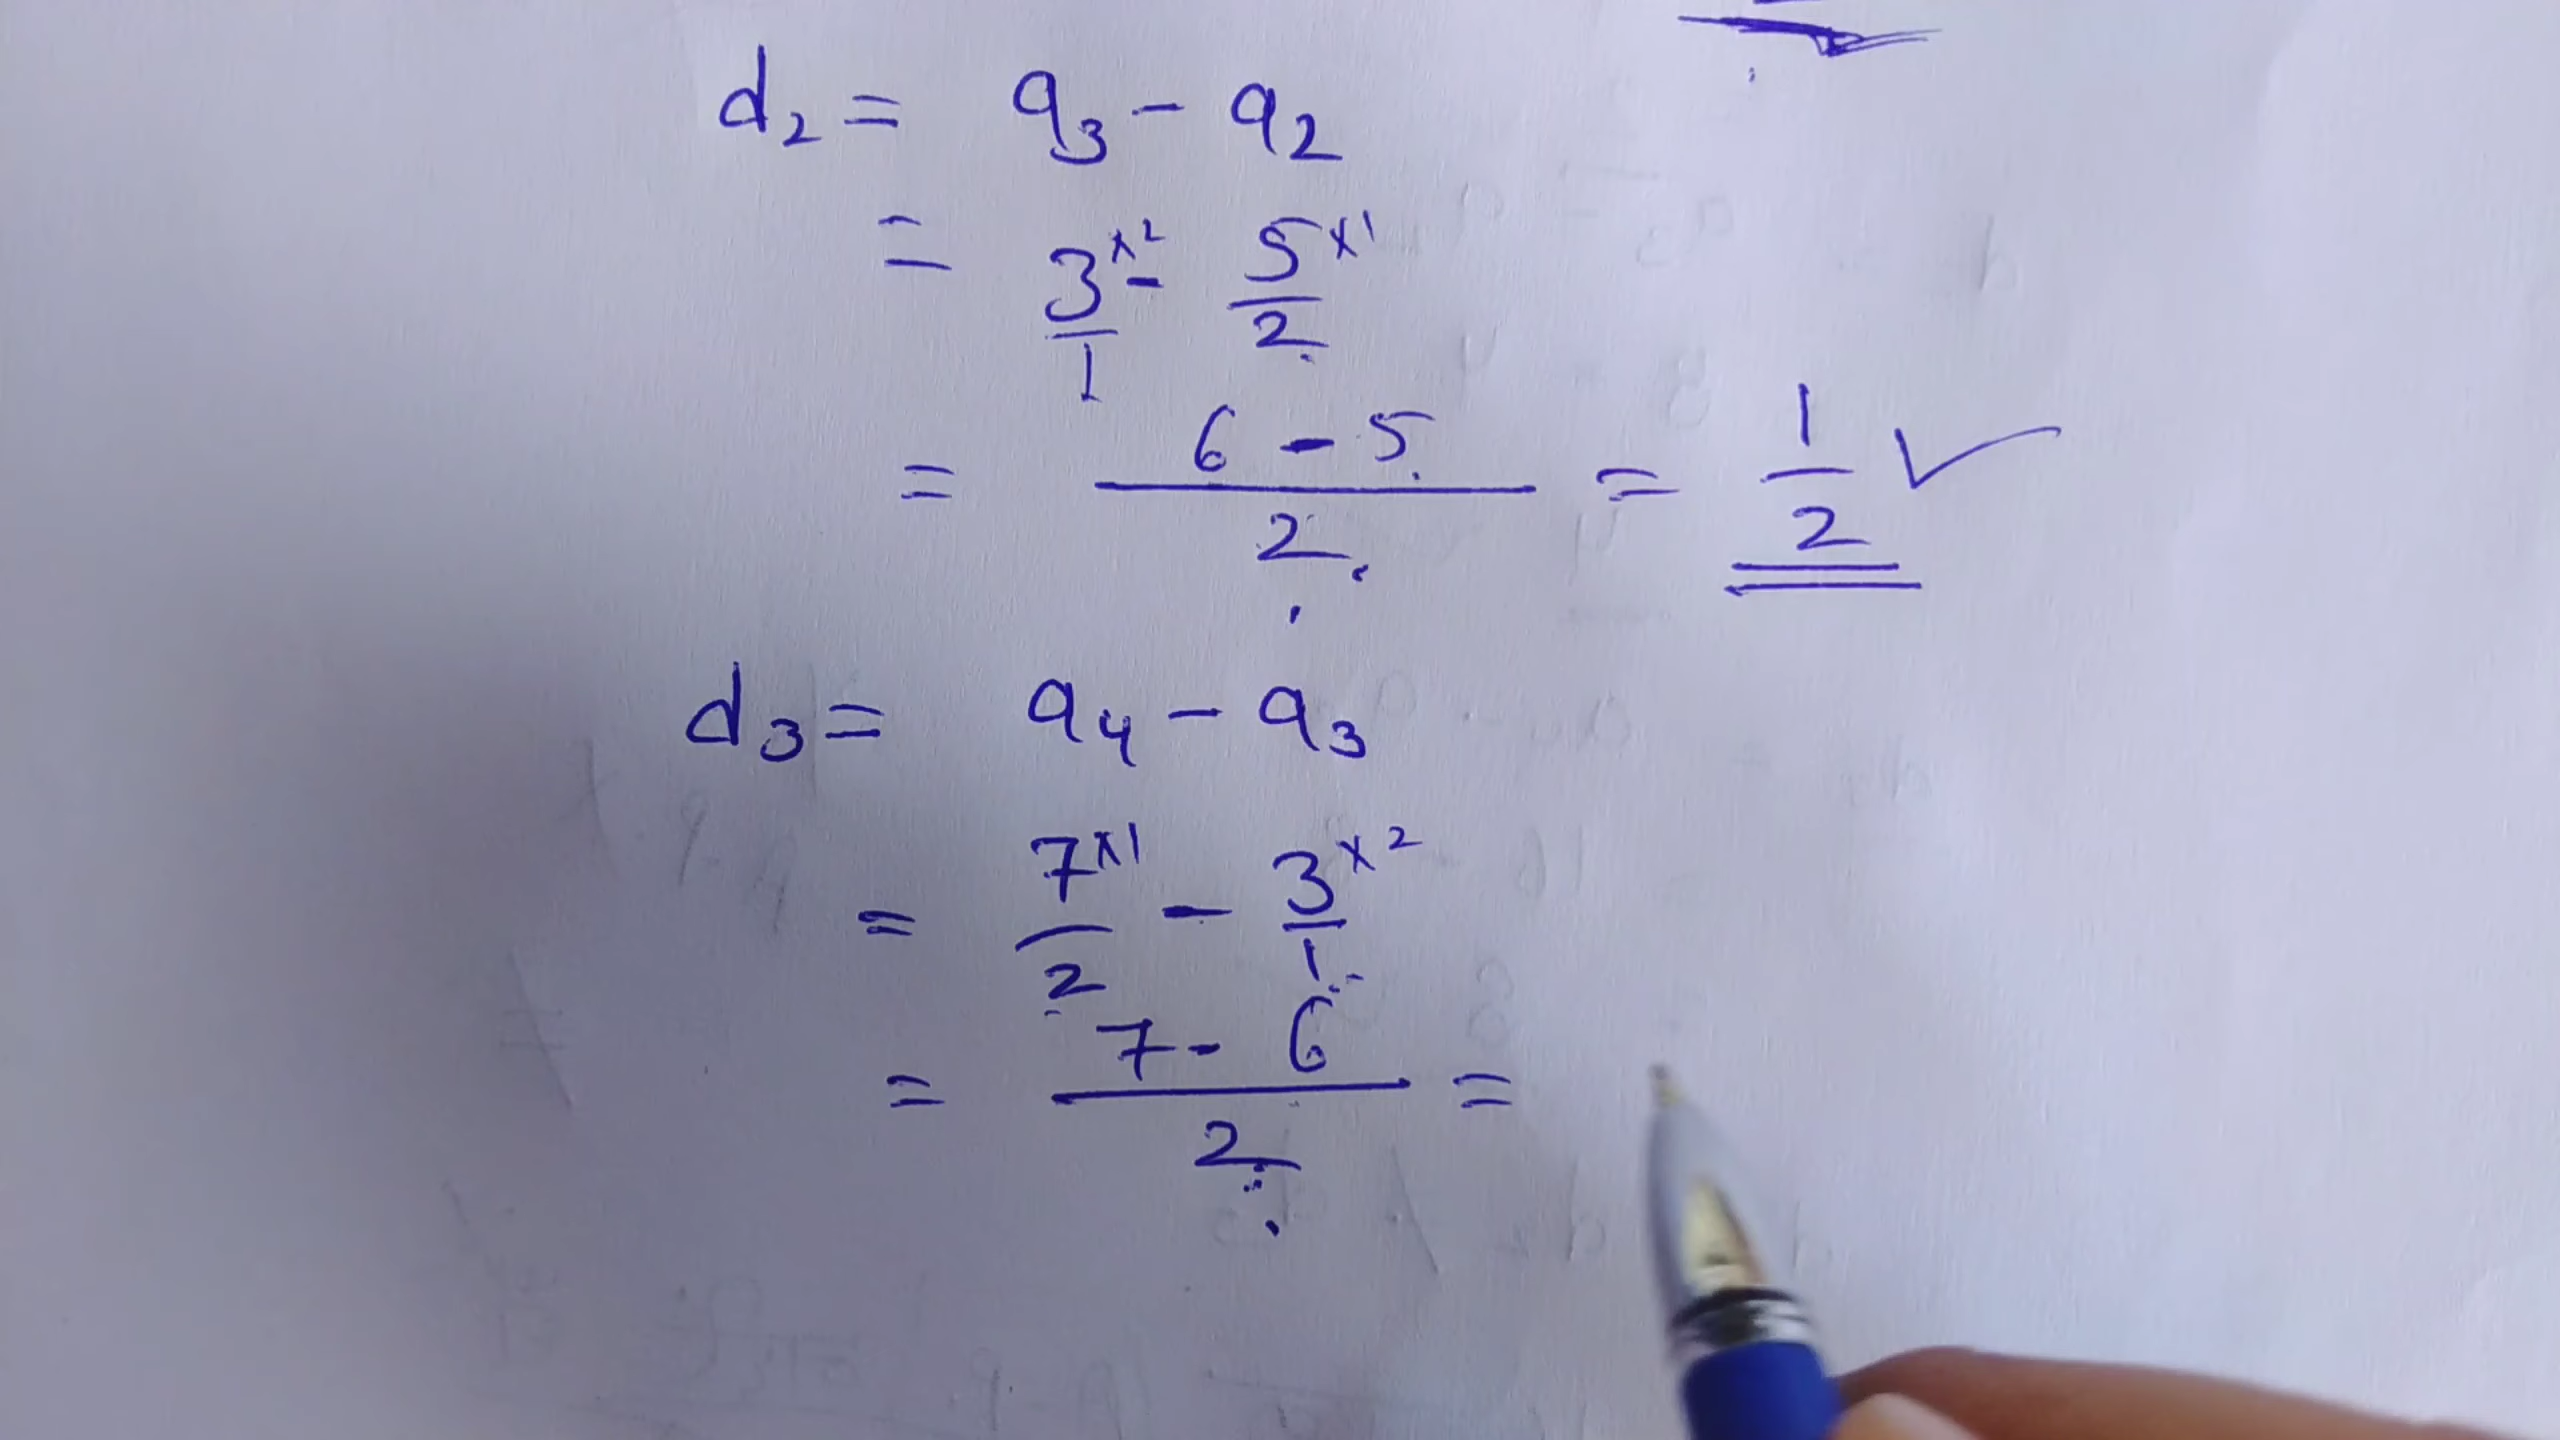 d₂ = a₃ - a₂
= 3/1 ×2 - 5/2 ×1
= (6 - 5)/2 = 1/2 ✓
d₃ = a₄ - a₃
= 7/2 ×1 - 3/1 ×2
= (7 - 6)/2 =